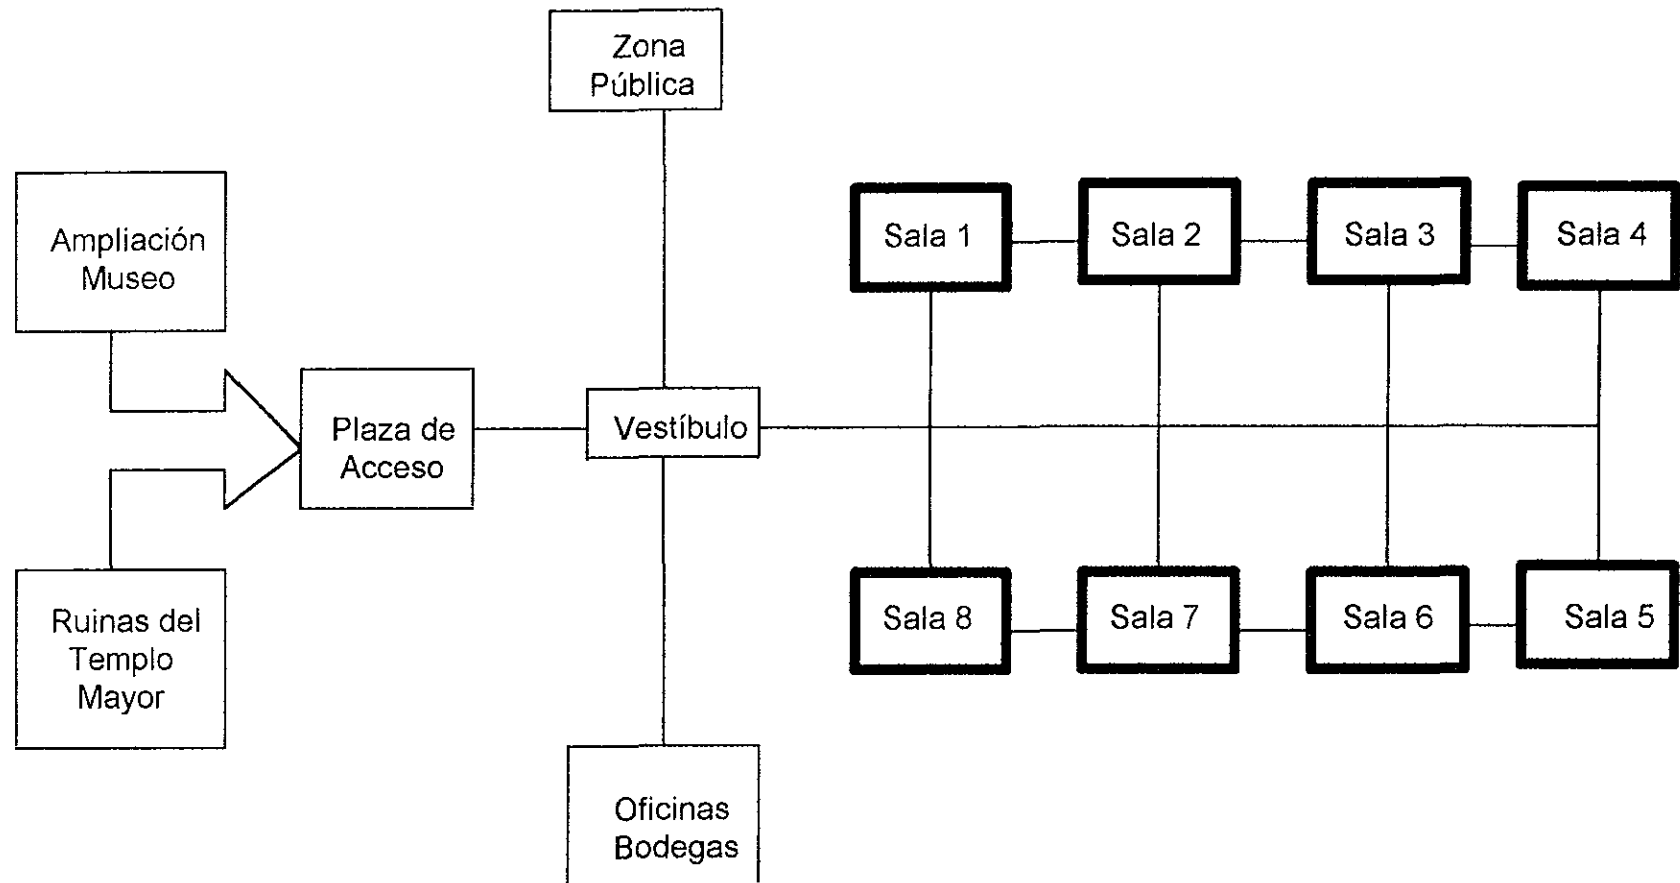 Zona
Pública
Ampliación
Museo
Sala 1
Sala 2
Sala 3
Sala 4
Plaza de
Acceso
Vestíbulo
Ruinas del
Templo
Mayor
Sala 8
Sala 7
Sala 6
Sala 5
Oficinas
Bodegas